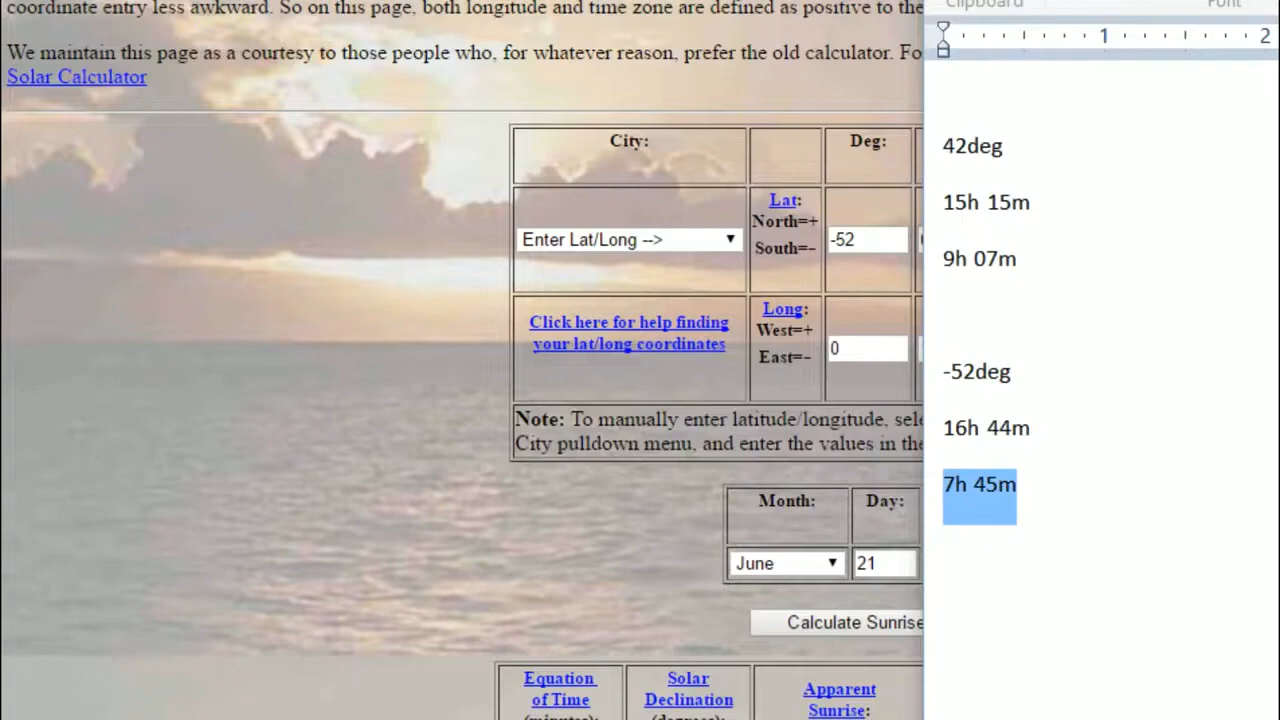 coordinate entry less awkward. So on this page, both longitude and time zone are defined as positive to the
We maintain this page as a courtesy to those people who, for whatever reason, prefer the old calculator. Fo
Solar Calculator
City:
Deg:
Enter Lat/Long -->
Lat:
North=+
South=-
-52
Click here for help finding
your lat/long coordinates
Long:
West=+
East=-
0
Note: To manually enter latitude/longitude, sele
City pulldown menu, and enter the values in the
Month:
Day:
June
21
Calculate Sunrise
Equation
of Time
(minutes):
Solar
Declination
(degrees):
Apparent
Sunrise:
Clipboard
Font
1
2
42deg
15h 15m
9h 07m
-52deg
16h 44m
7h 45m